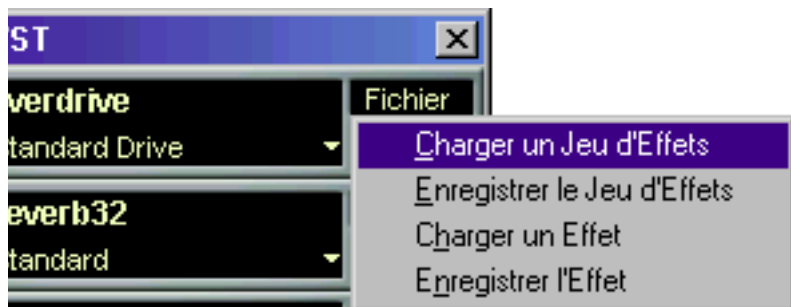 VST
verdrive
Fichier
tandard Drive
Charger un Jeu d'Effets
Enregistrer le Jeu d'Effets
everb32
Charger un Effet
tandard
Enregistrer l'Effet